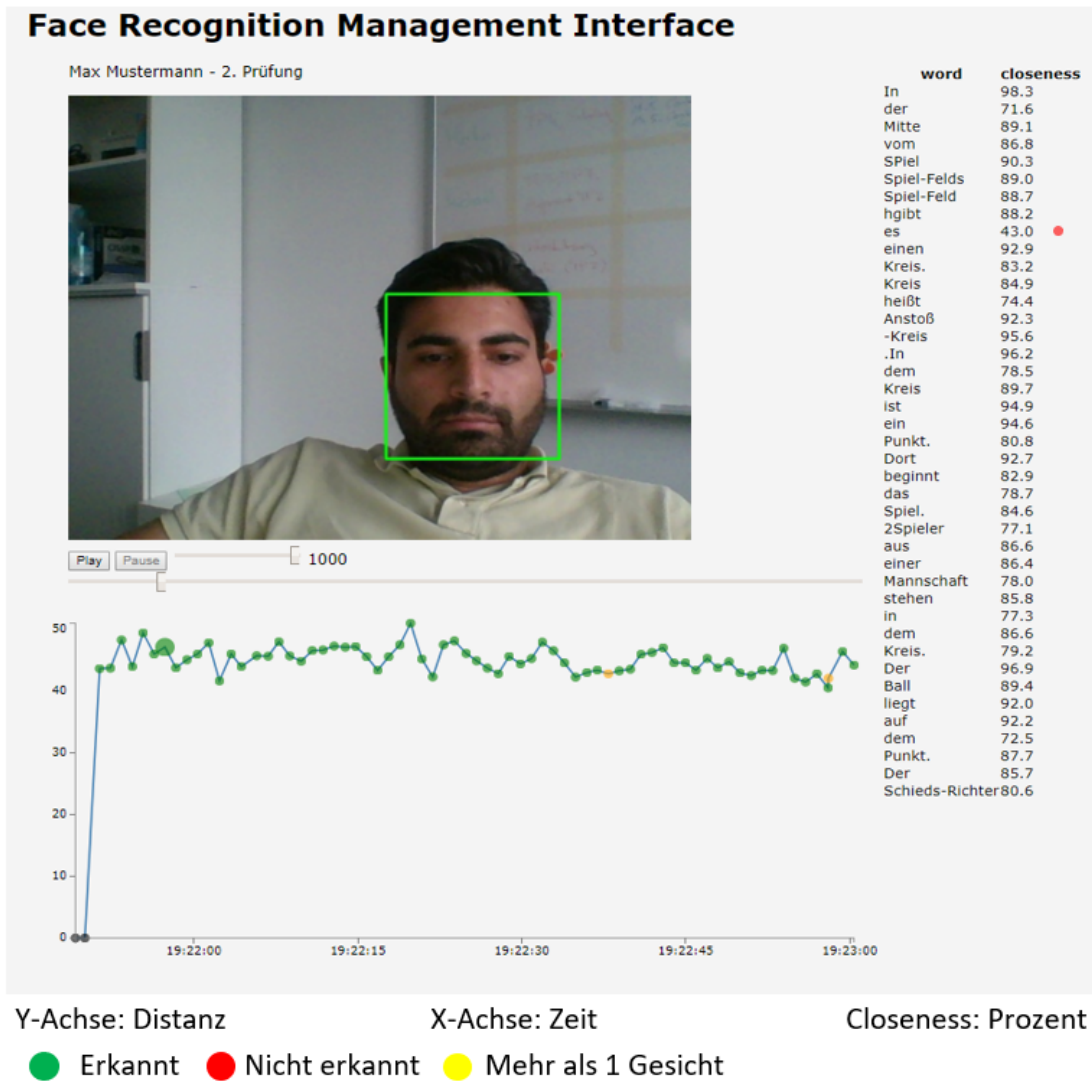 Face Recognition Management Interface
Max Mustermann - 2. Prüfung
word closeness
In 98.3
der 71.6
Mitte 89.1
vom 86.8
SPiel 90.3
Spiel-Felds 89.0
Spiel-Feld 88.7
hgibt 88.2
es 43.0
einen 92.9
Kreis. 83.2
Kreis 84.9
heißt 74.4
Anstoß 92.3
-Kreis 95.6
.In 96.2
dem 78.5
Kreis 89.7
ist 94.9
ein 94.6
Punkt. 80.8
Dort 92.7
beginnt 82.9
das 78.7
Spiel. 84.6
2Spieler 77.1
aus 86.6
einer 86.4
Mannschaft 78.0
stehen 85.8
in 77.3
dem 86.6
Kreis. 79.2
Der 96.9
Ball 89.4
liegt 92.0
auf 92.2
dem 72.5
Punkt. 87.7
Der 85.7
Schieds-Richter 80.6
Play Pause 1000
50
40
30
20
10
0
19:22:00 19:22:15 19:22:30 19:22:45 19:23:00
Y-Achse: Distanz X-Achse: Zeit Closeness: Prozent
Erkannt Nicht erkannt Mehr als 1 Gesicht